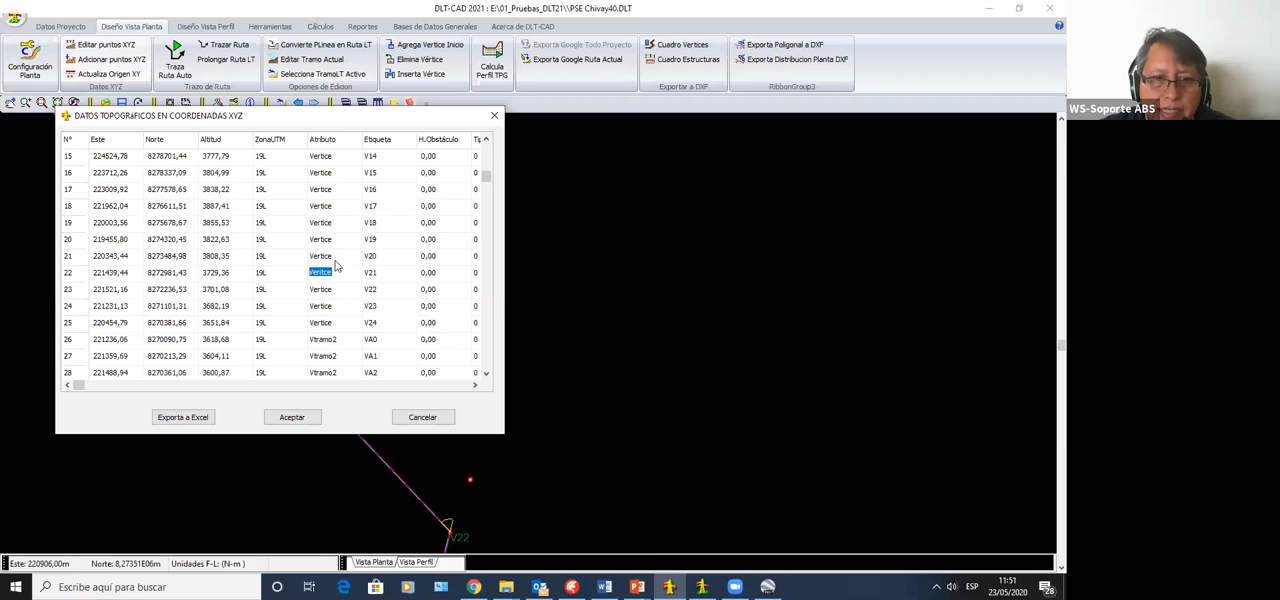 DLT-CAD 2021 : E:\01_Pruebas_DLT21\\PSE Chivay40.DLT
Datos Proyecto Diseño Vista Planta Diseño Vista Perfil Herramientas Cálculos Reportes Bases de Datos Generales Acerca de DLT-CAD
Configuración Planta
Editar puntos XYZ
Adicionar puntos XYZ
Actualiza Origen XY
Datos XYZ
Traza Ruta Auto
Trazar Ruta
Prolongar Ruta LT
Trazo de Ruta
Convierte PLinea en Ruta LT
Editar Tramo Actual
Selecciona TramoLT Activo
Opciones de Edicion
Agrega Vertice Inicio
Elimina Vértice
Inserta Vértice
Calcula Perfil TPG
Exporta Google Todo Proyecto
Exporta Google Ruta Actual
Cuadro Vertices
Cuadro Estructuras
Exporta Poligonal a DXF
Exporta Distribucion Planta DXF
Exportar a DXF
RibbonGroup3
WS-Soporte ABS
DATOS TOPOGRáFICOS EN COORDENADAS XYZ
N° Este Norte Altitud ZonaUTM Atributo Etiqueta H.Obstáculo
15 224524,78 8278701,44 3777,79 19L Vertice V14 0,00 0
16 223712,26 8278337,09 3804,99 19L Vertice V15 0,00 0
17 223009,92 8277578,65 3838,22 19L Vertice V16 0,00 0
18 221962,04 8276611,51 3887,41 19L Vertice V17 0,00 0
19 220003,56 8275678,67 3855,53 19L Vertice V18 0,00 0
20 219455,80 8274320,45 3822,63 19L Vertice V19 0,00 0
21 220343,44 8273484,98 3808,35 19L Vertice V20 0,00 0
22 221439,44 8272981,43 3729,36 19L Veritce V21 0,00 0
23 221521,16 8272236,53 3701,08 19L Vertice V22 0,00 0
24 221231,13 8271101,31 3682,19 19L Vertice V23 0,00 0
25 220454,79 8270381,66 3651,84 19L Vertice V24 0,00 0
26 221236,06 8270090,75 3618,68 19L Vtramo2 VA0 0,00 0
27 221359,69 8270213,29 3604,11 19L Vtramo2 VA1 0,00 0
28 221488,94 8270361,06 3600,87 19L Vtramo2 VA2 0,00 0
Exporta a Excel Aceptar Cancelar
V22
Este: 220906,00m Norte: 8,27351E06m Unidades F-L: (N-m ) Vista Planta Vista Perfil
Escribe aquí para buscar
ESP
11:51
23/05/2020
28